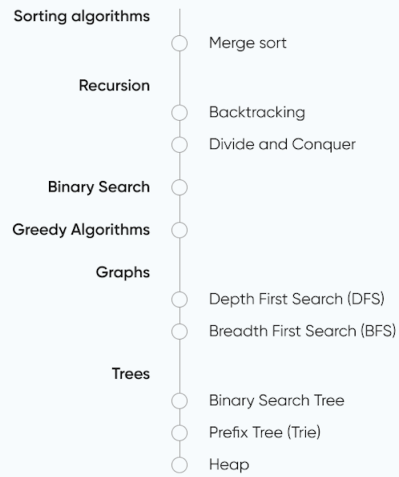 Sorting algorithms
Merge sort
Recursion
Backtracking
Divide and Conquer
Binary Search
Greedy Algorithms
Graphs
Depth First Search (DFS)
Breadth First Search (BFS)
Trees
Binary Search Tree
Prefix Tree (Trie)
Heap